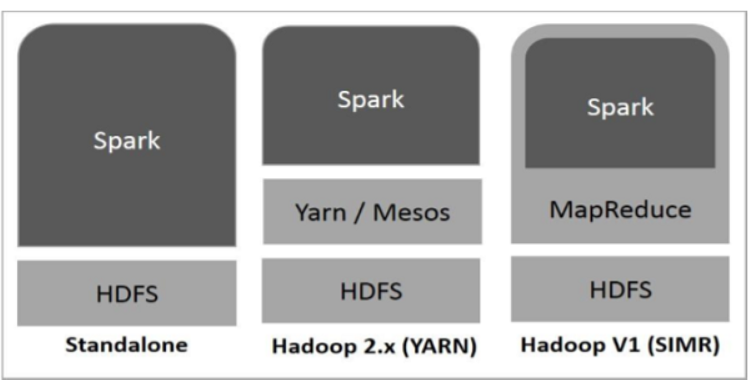 Spark
HDFS
Standalone
Spark
Yarn / Mesos
HDFS
Hadoop 2.x (YARN)
Spark
MapReduce
HDFS
Hadoop V1 (SIMR)